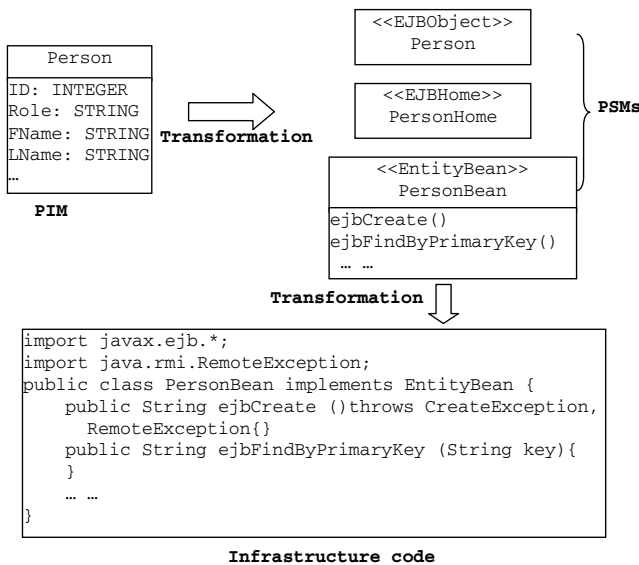 Person
ID: INTEGER
Role: STRING
FName: STRING
LName: STRING
…
PIM
Transformation
<<EJBObject>>
Person
<<EJBHome>>
PersonHome
<<EntityBean>>
PersonBean
ejbCreate()
ejbFindByPrimaryKey()
… …
PSMs
Transformation
import javax.ejb.*;
import java.rmi.RemoteException;
public class PersonBean implements EntityBean {
public String ejbCreate ()throws CreateException,
RemoteException{}
public String ejbFindByPrimaryKey (String key){
}
… …
}
Infrastructure code